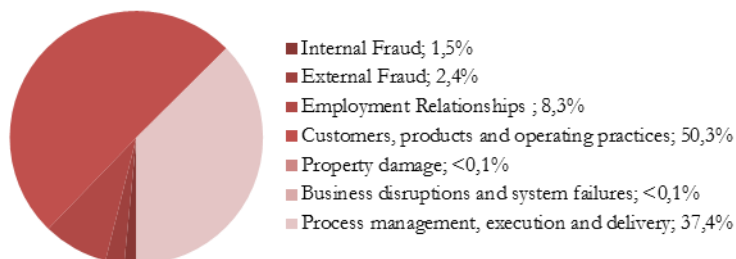 Internal Fraud; 1,5%
External Fraud; 2,4%
Employment Relationships ; 8,3%
Customers, products and operating practices; 50,3%
Property damage; <0,1%
Business disruptions and system failures; <0,1%
Process management, execution and delivery; 37,4%